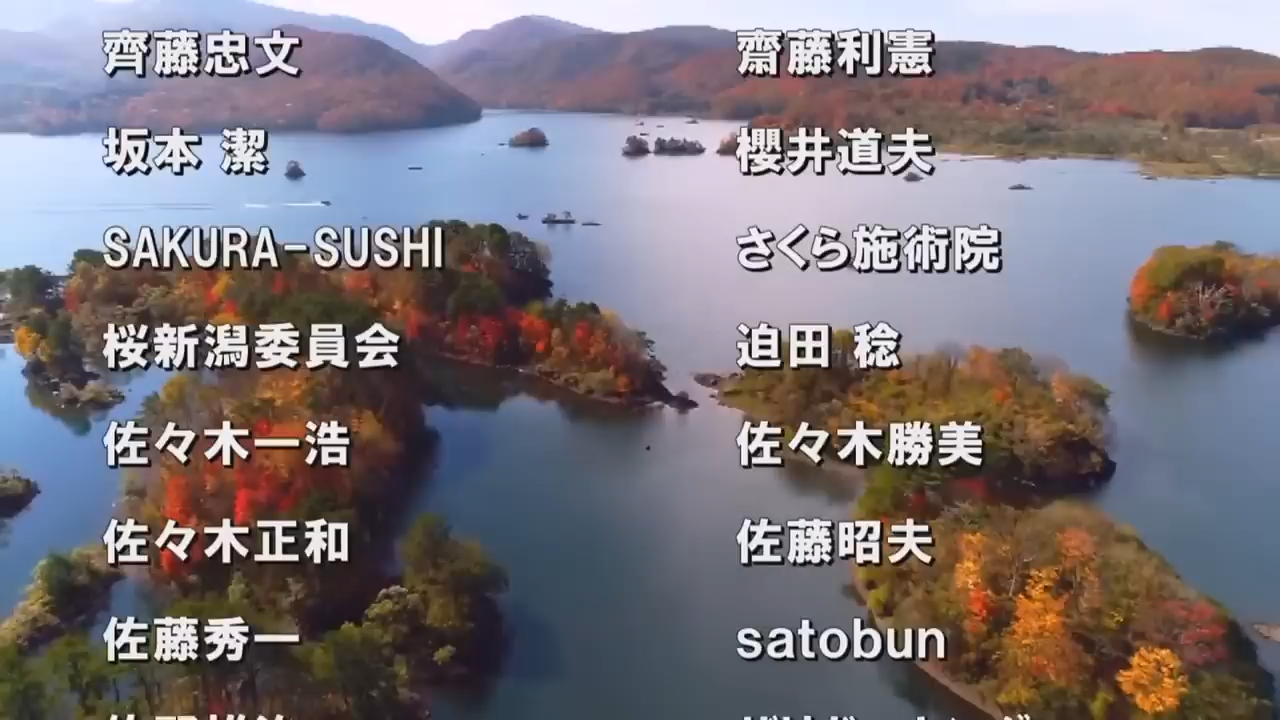 齊藤忠文
齋藤利憲
坂本 潔
櫻井道夫
SAKURA-SUSHI
さくら施術院
桜新潟委員会
迫田 稔
佐々木一浩
佐々木勝美
佐々木正和
佐藤昭夫
佐藤秀一
satobun